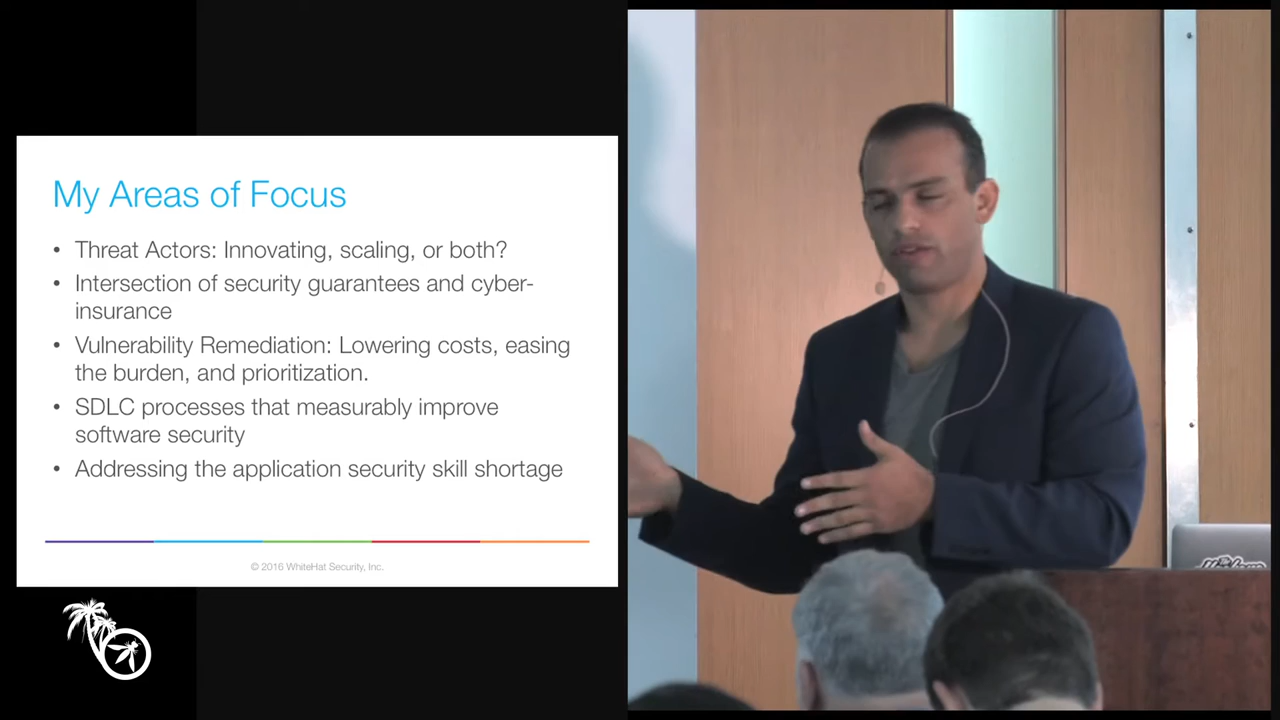 My Areas of Focus
• Threat Actors: Innovating, scaling, or both?
• Intersection of security guarantees and cyber-
insurance
• Vulnerability Remediation: Lowering costs, easing
the burden, and prioritization.
• SDLC processes that measurably improve
software security
• Addressing the application security skill shortage
© 2016 WhiteHat Security, Inc.